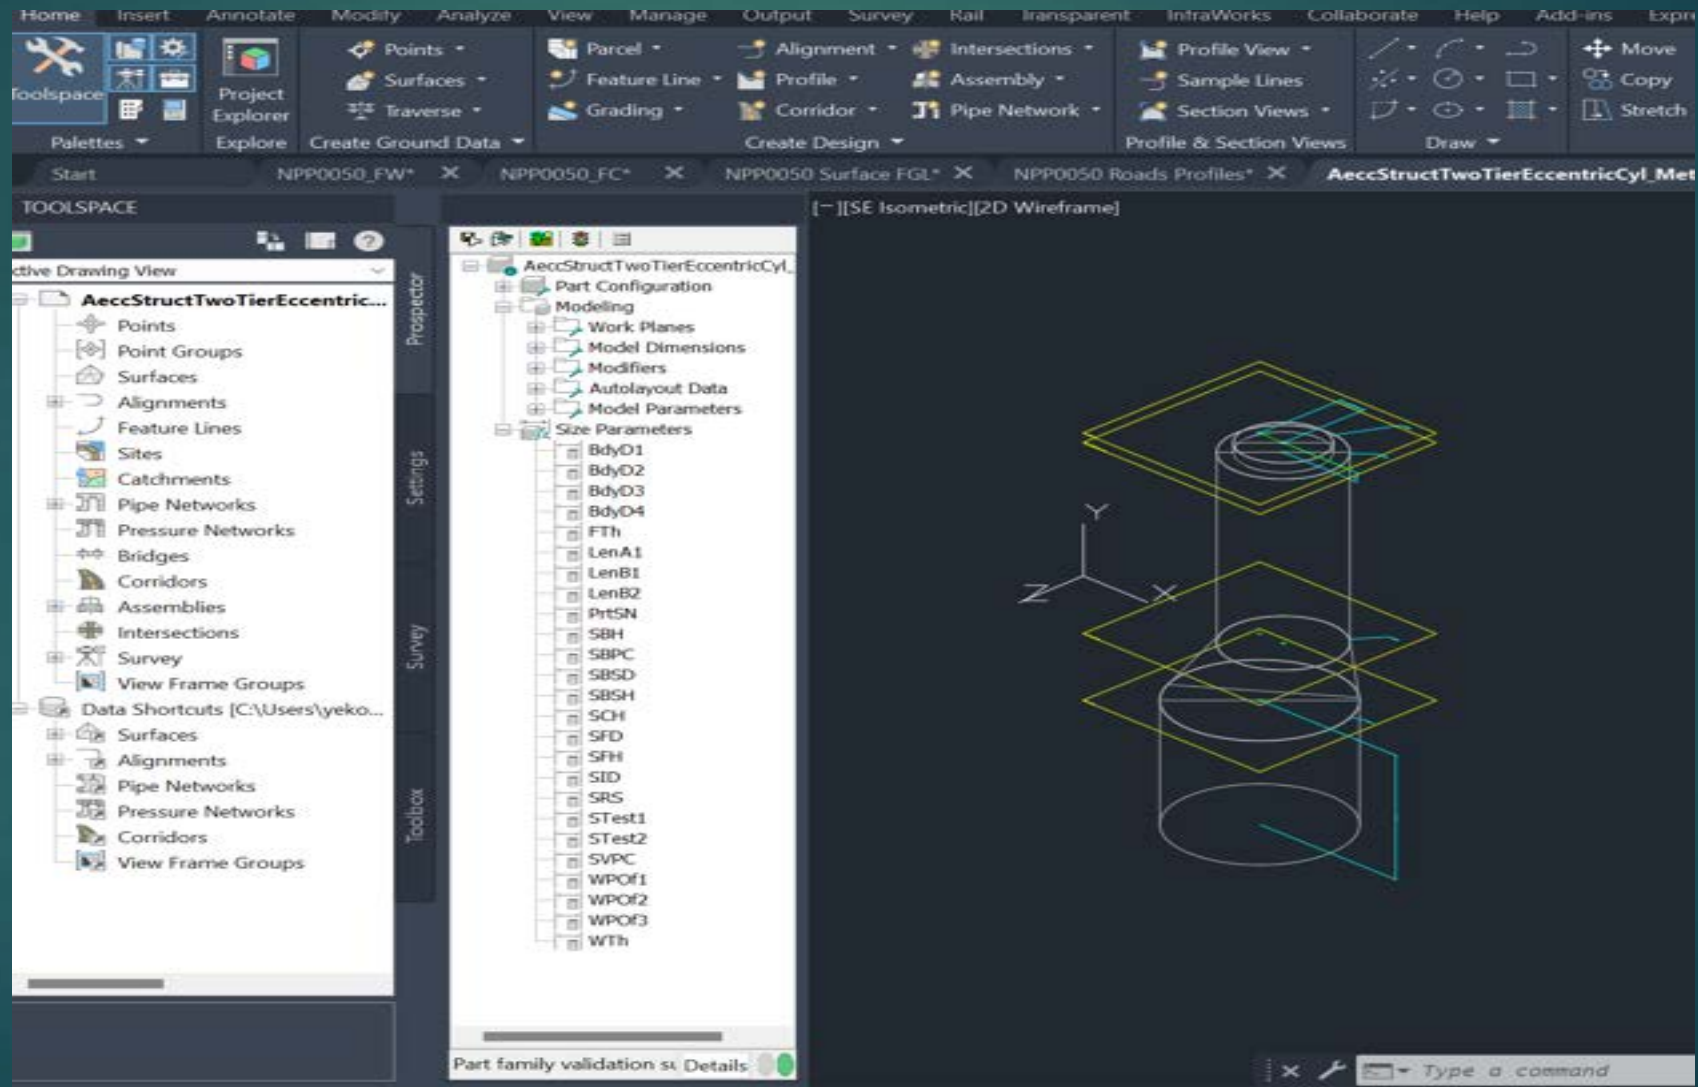 Home Insert Annotate Modify Analyze View Manage Output Survey Rail Transparent InfraWorks Collaborate Help Add-ins
Points Parcel Alignment Intersections Profile View Move
Toolspace Surfaces Feature Line Profile Assembly Sample Lines Copy
Project Explorer Traverse Grading Corridor Pipe Network Section Views Stretch
Palettes Explore Create Ground Data Create Design Profile & Section Views Draw
Start NPP0050_FW* NPP0050_FC* NPP0050 Surface FGL* NPP0050 Roads Profiles* AeccStructTwoTierEccentricCyl_Met
TOOLSPACE
[-][SE Isometric][2D Wireframe]
ctive Drawing View
AeccStructTwoTierEccentric...
Points
Point Groups
Surfaces
Alignments
Feature Lines
Sites
Catchments
Pipe Networks
Pressure Networks
Bridges
Corridors
Assemblies
Intersections
Survey
View Frame Groups
Data Shortcuts [C:\Users\yeko...
Surfaces
Alignments
Pipe Networks
Pressure Networks
Corridors
View Frame Groups
Prospector
Settings
Survey
Toolbox
AeccStructTwoTierEccentricCyl_
Part Configuration
Modeling
Work Planes
Model Dimensions
Modifiers
Autolayout Data
Model Parameters
Size Parameters
BdyD1
BdyD2
BdyD3
BdyD4
FTh
LenA1
LenB1
LenB2
PrtSN
SBH
SBPC
SBSD
SBSH
SCH
SFD
SFH
SID
SRS
STest1
STest2
SVPC
WPOf1
WPOf2
WPOf3
WTh
Part family validation Details
Y
Z X
Type a command